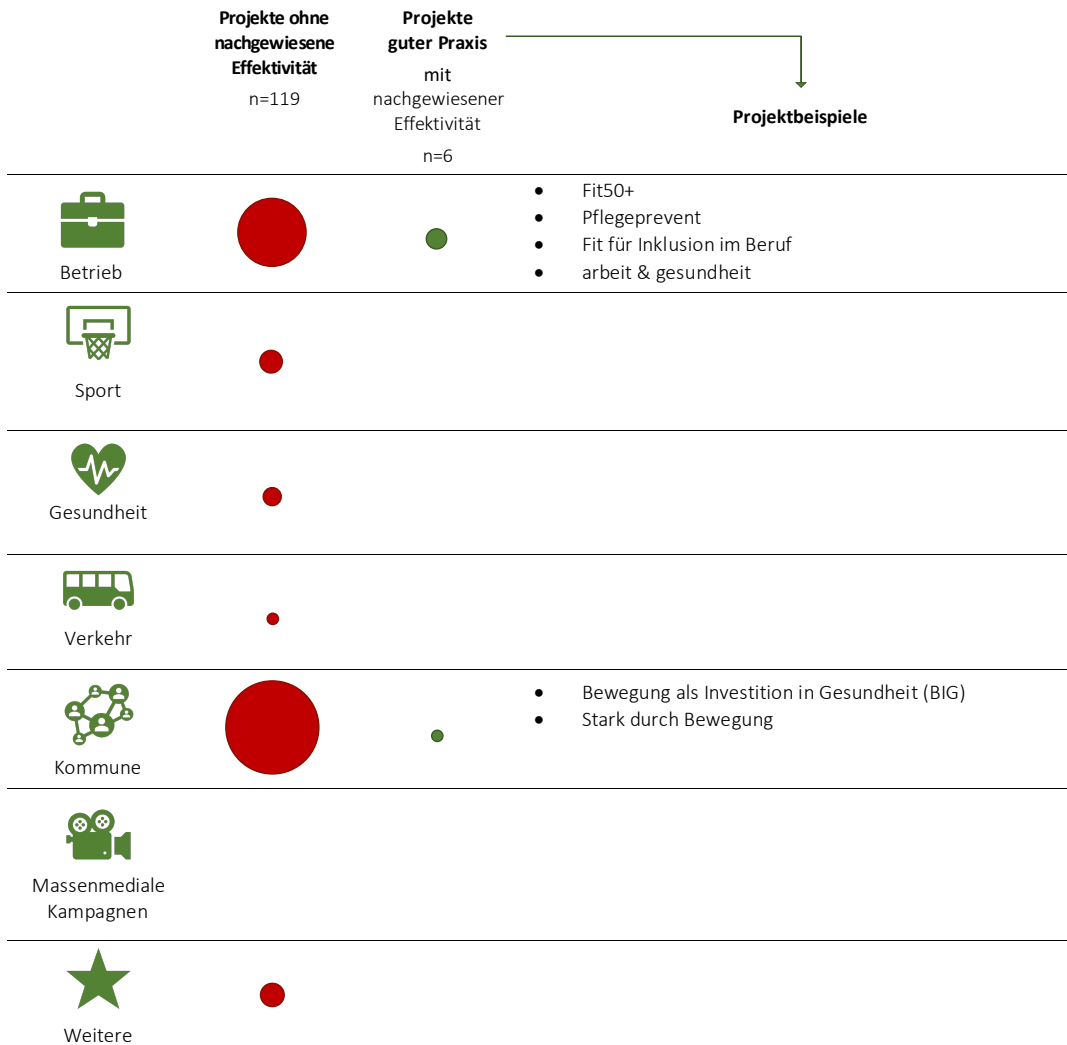 Projekte ohne
nachgewiesene
Effektivität
n=119
Projekte
guter Praxis
mit
nachgewiesener
Effektivität
n=6
Projektbeispiele
Betrieb
• Fit50+
• Pflegeprevent
• Fit für Inklusion im Beruf
• arbeit & gesundheit
Sport
Gesundheit
Verkehr
Kommune
• Bewegung als Investition in Gesundheit (BIG)
• Stark durch Bewegung
Massenmediale
Kampagnen
Weitere